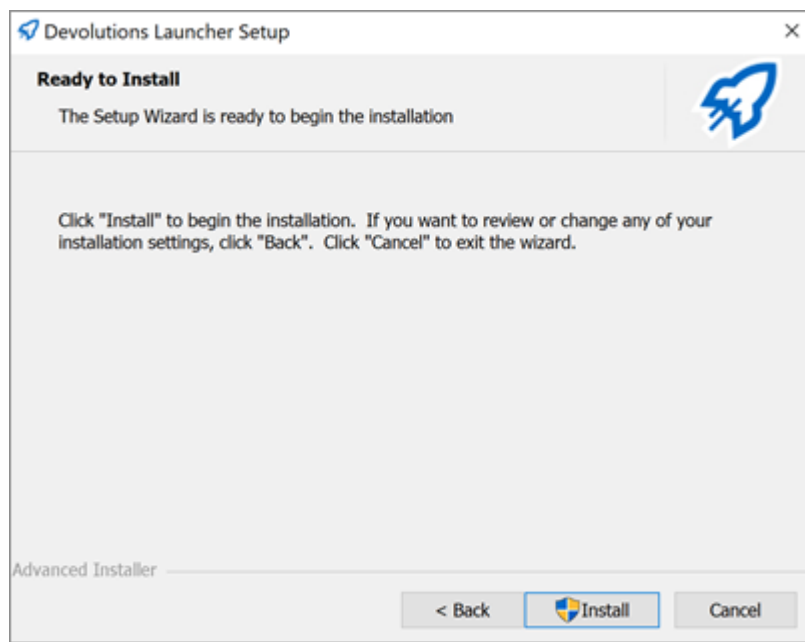 Devolutions Launcher Setup
Ready to Install
The Setup Wizard is ready to begin the installation
Click "Install" to begin the installation.  If you want to review or change any of your
installation settings, click "Back".  Click "Cancel" to exit the wizard.
Advanced Installer
< Back
Install
Cancel